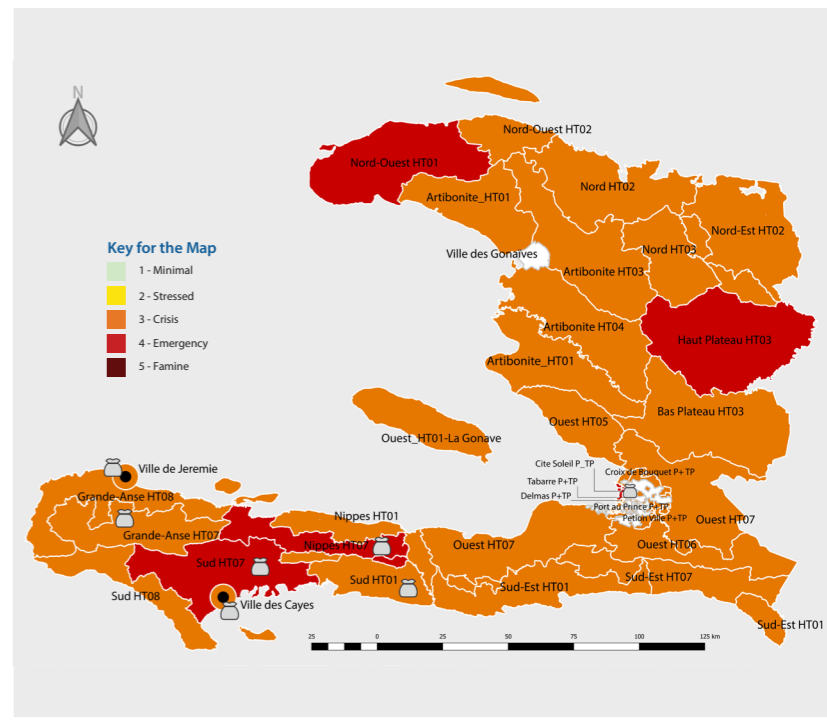 N
Nord-Ouest HT02
Nord-Ouest HT01
Nord HT02
Artibonite_HT01
Nord-Est HT02
Key for the Map
Nord HT03
Ville des Gonaives
1 - Minimal
Artibonite HT03
2 - Stressed
3 - Crisis
Artibonite HT04
4 - Emergency
Haut Plateau HT03
Artibonite_HT01
5 - Famine
Bas Plateau HT03
Ouest HT05
Ouest_HT01-La Gonave
Cite Soleil P_TP
Ville de Jeremie
Croix de Bouquet P+TP
Tabarre P+TP
Grande-Anse HT08
Delmas P+TP
Port au Prince P+TP
Nippes HT01
Petion Ville P+TP
Ouest HT07
Grande-Anse HT07
Nippes HT07
Ouest HT07
Ouest HT06
Sud HT07
Sud HT01
Sud-Est HT07
Sud-Est HT01
Sud HT08
Ville des Cayes
Sud-Est HT01
25 0 25 50 75 100 125 km